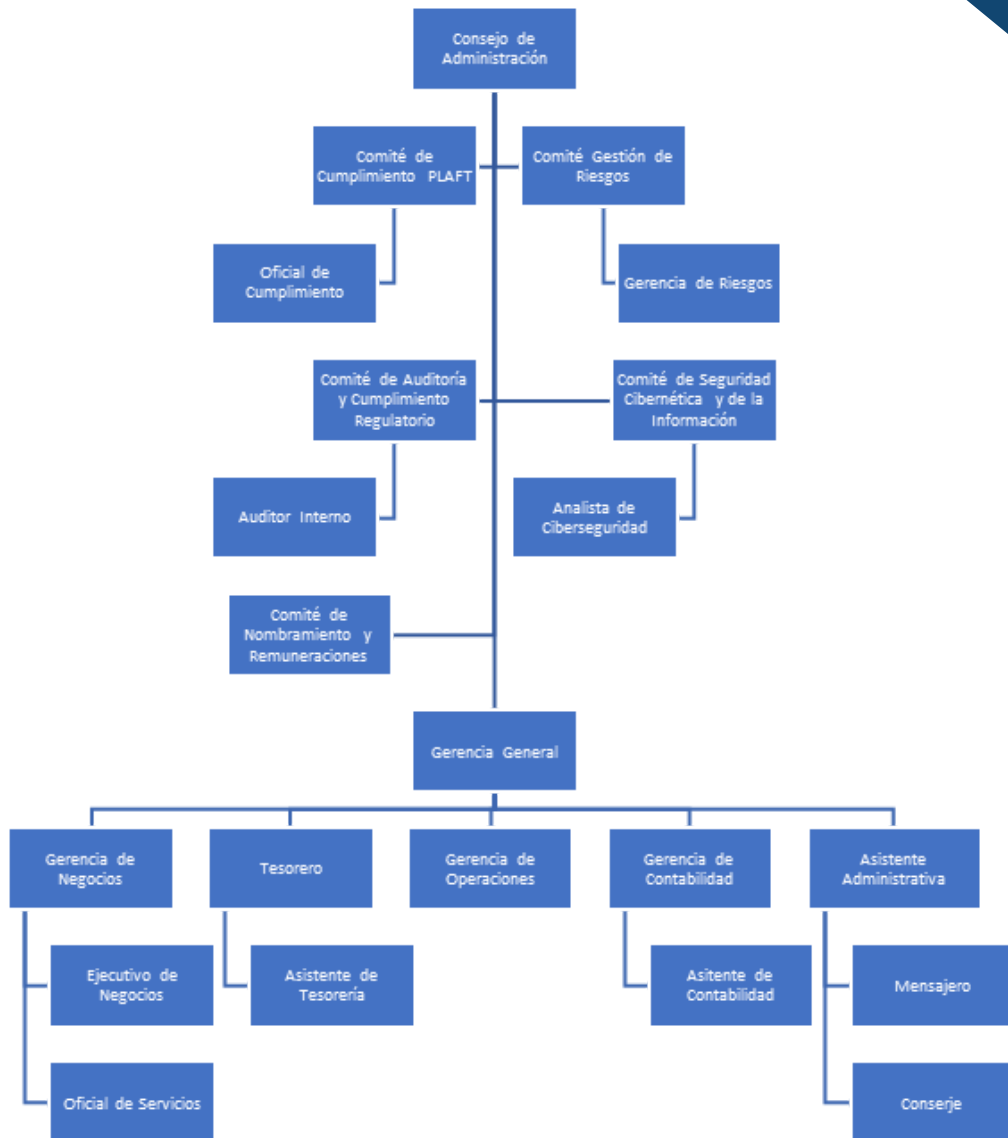 Consejo de
Administración
Comité de
Cumplimiento PLAFT
Comité Gestión de
Riesgos
Oficial de
Cumplimiento
Gerencia de Riesgos
Comité de Auditoría
y Cumplimiento
Regulatorio
Comité de Seguridad
Cibernética y de la
Información
Auditor Interno
Analista de
Ciberseguridad
Comité de
Nombramiento y
Remuneraciones
Gerencia General
Gerencia de
Negocios
Tesorero
Gerencia de
Operaciones
Gerencia de
Contabilidad
Asistente
Administrativa
Ejecutivo de
Negocios
Asistente de
Tesorería
Asitente de
Contabilidad
Mensajero
Oficial de Servicios
Conserje